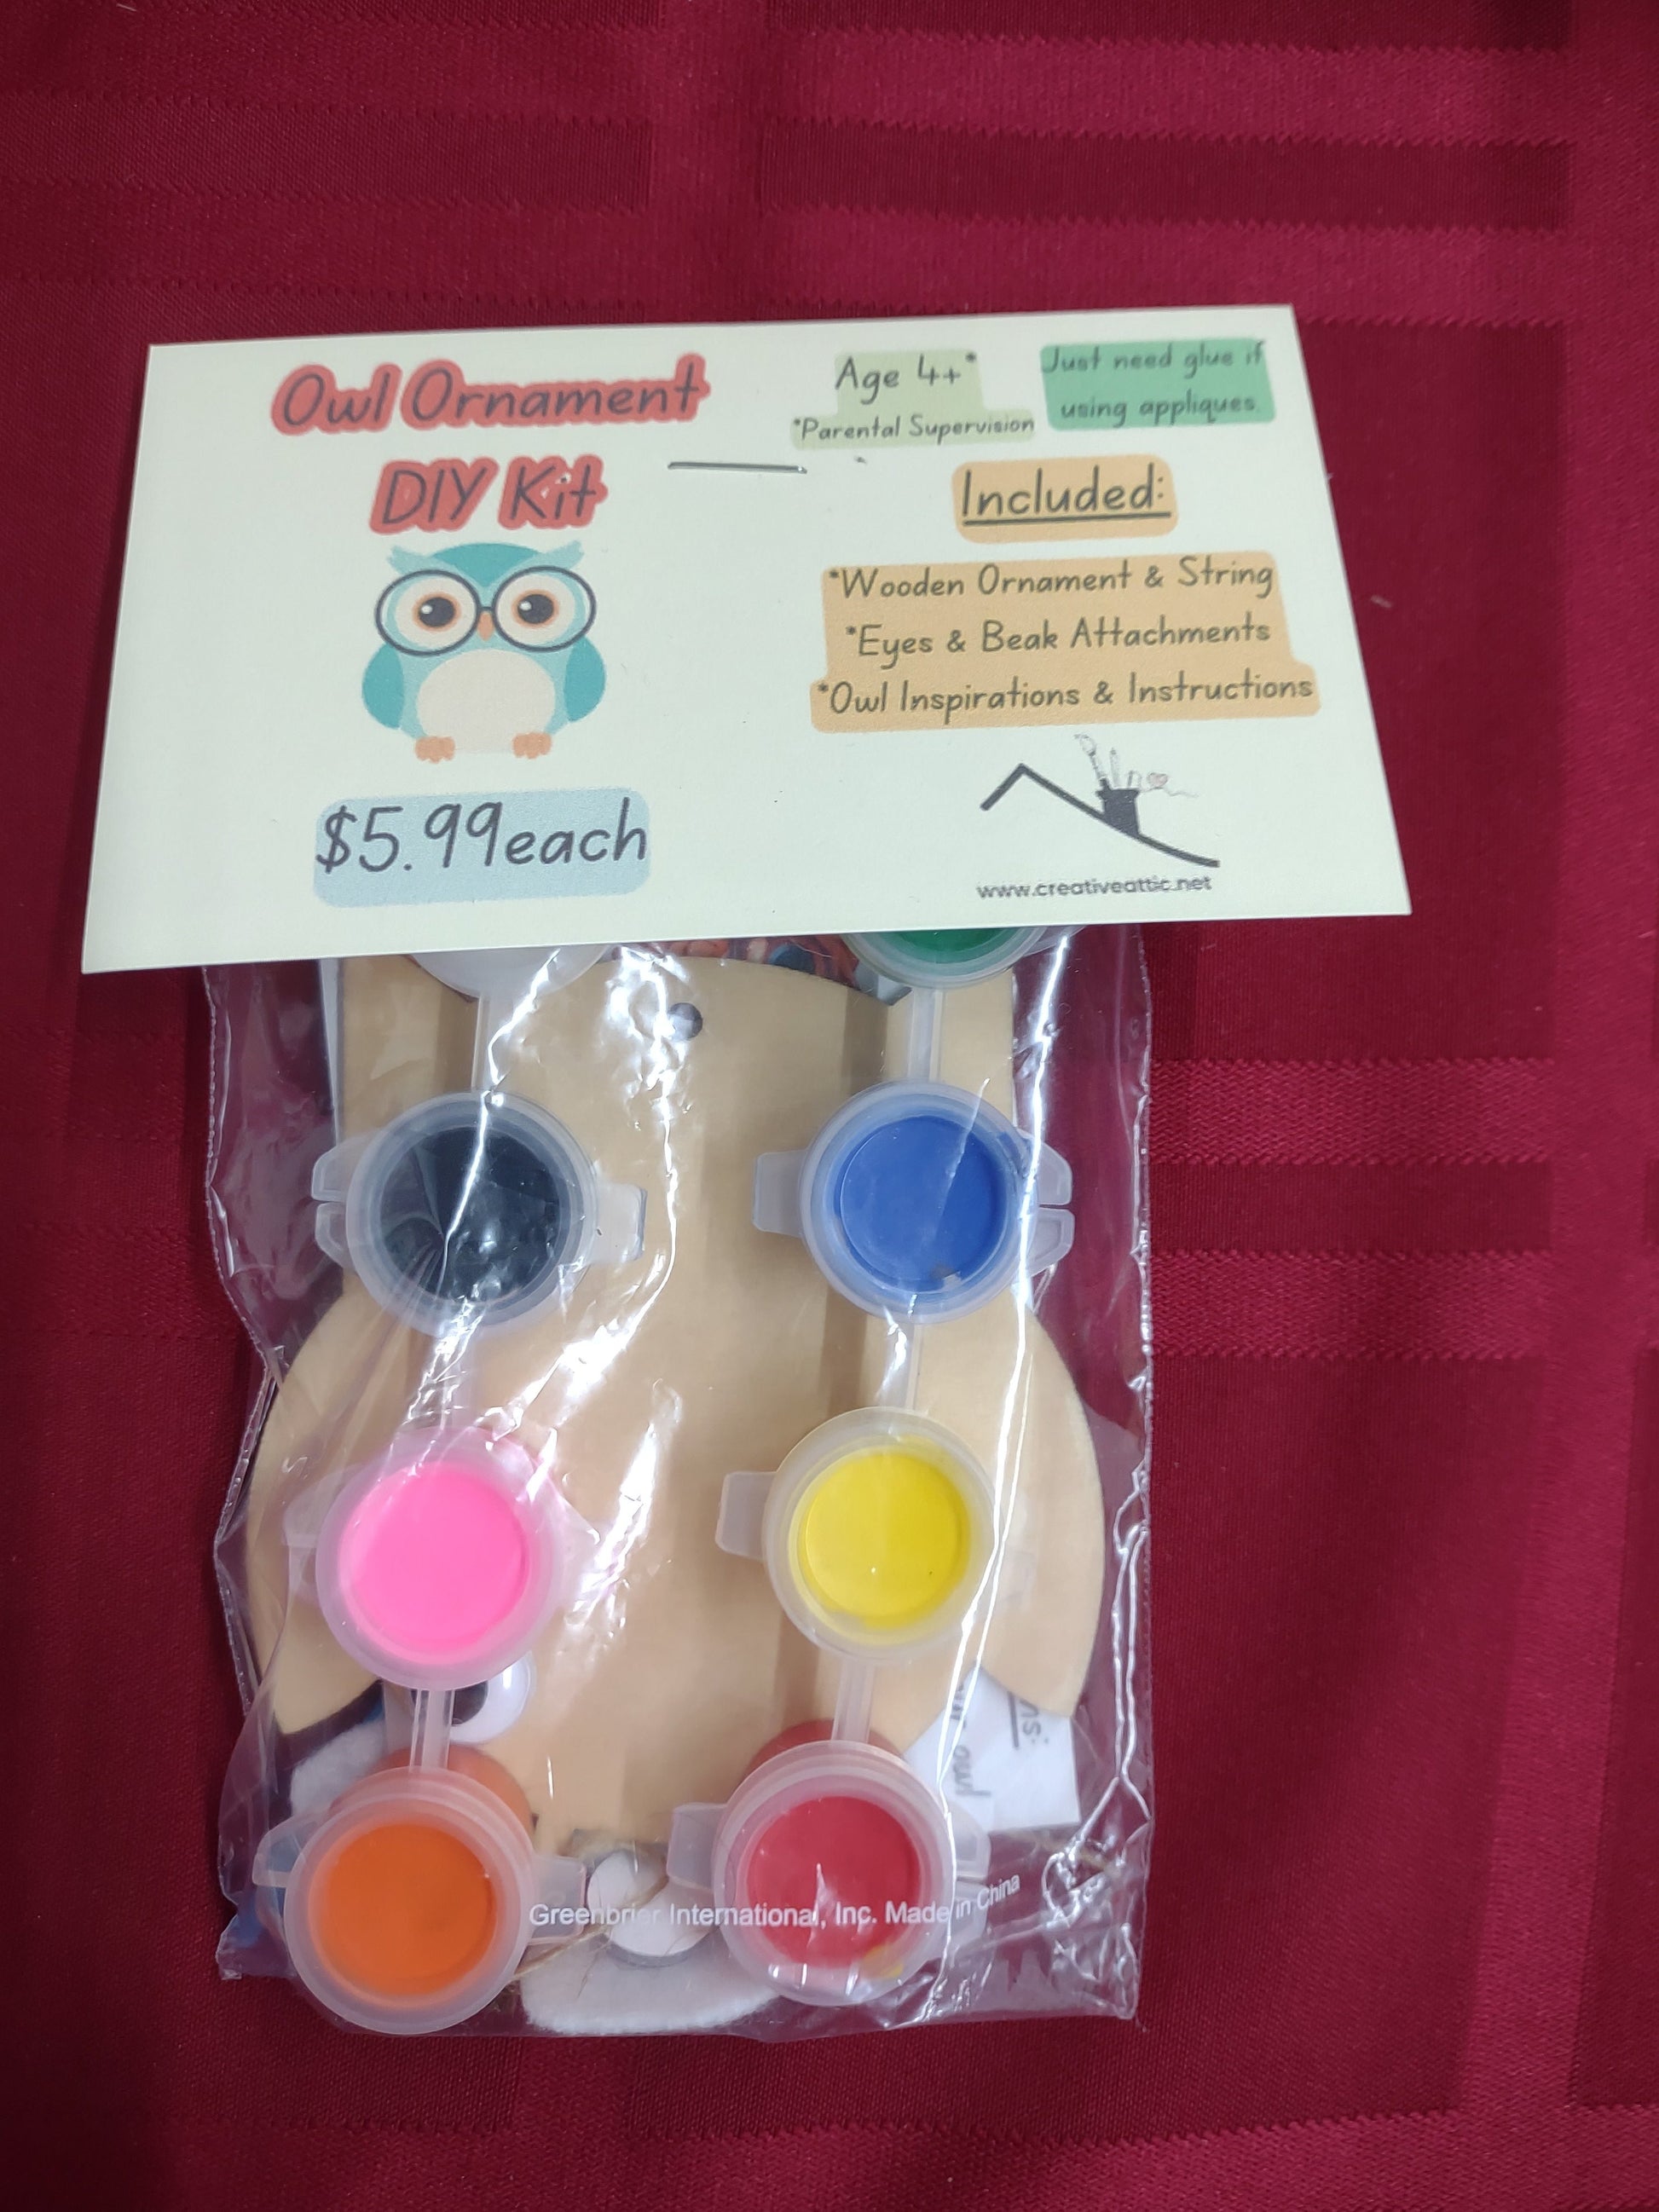 Owl Ornament
DIY Kit
$5.99each
Age 4+*
*Parental Supervision
Just need glue if
using appliques.
Included:
*Wooden Ornament & String
*Eyes & Beak Attachments
*Owl Inspirations & Instructions
www.creativeattic.net
owl
Greenbrier International, Inc. Made in China